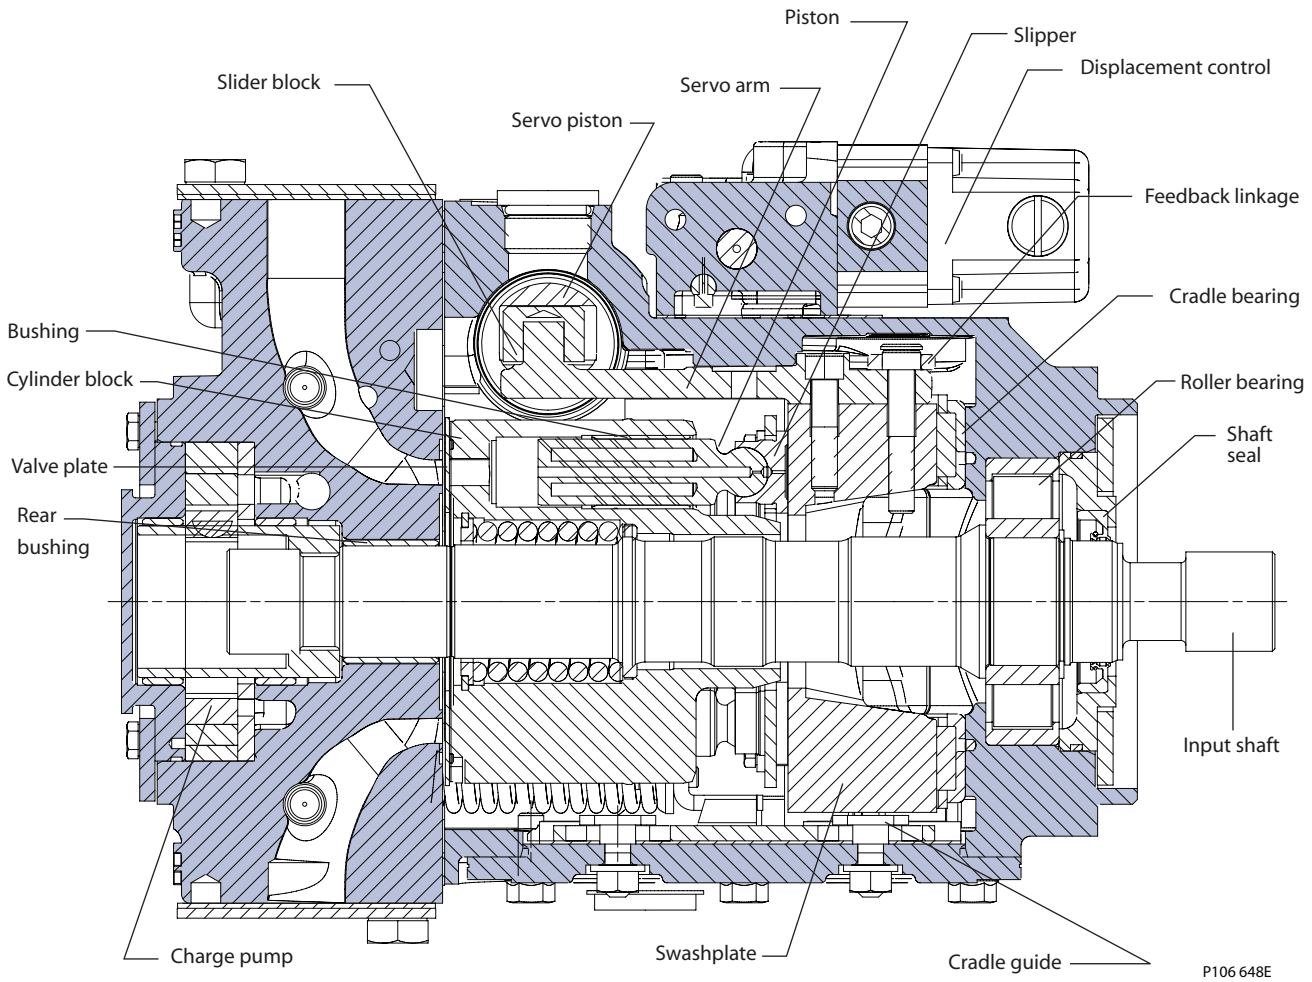 Piston
Slipper
Displacement control
Slider block
Servo arm
Servo piston
Feedback linkage
Cradle bearing
Bushing
Cylinder block
Roller bearing
Shaft
seal
Valve plate
Rear
bushing
Input shaft
Charge pump
Swashplate
Cradle guide
P106 648E